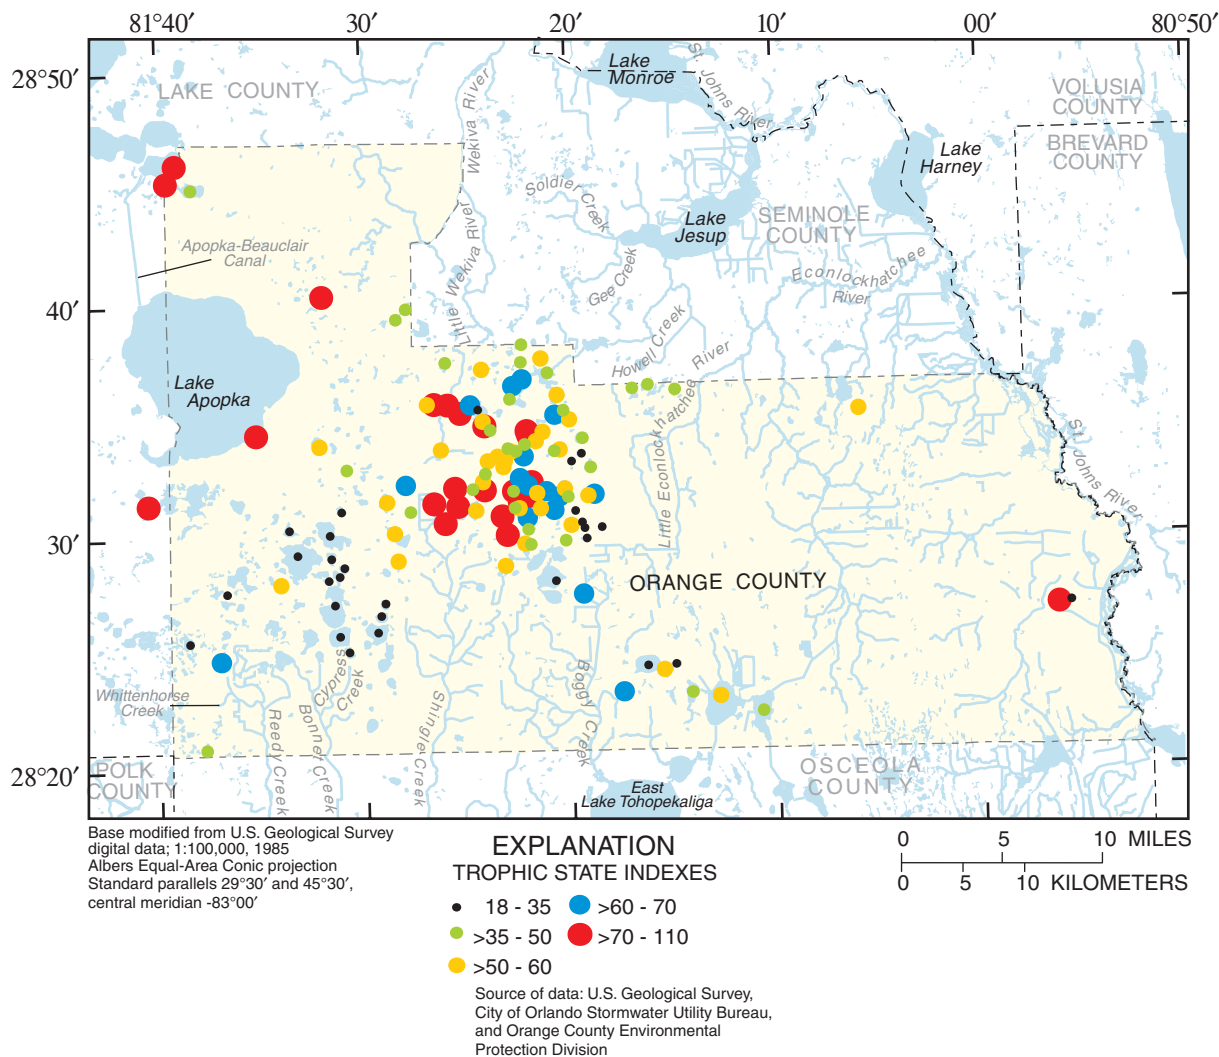 81°40′ 30′ 20′ 10′ 00′ 80°50′
28°50′
40′
30′
28°20′
LAKE COUNTY
Lake
Monroe
St. Johns River
VOLUSIA
COUNTY
BREVARD
COUNTY
Wekiva River
Lake
Harney
Soldier Creek
Lake
Jesup
SEMINOLE
COUNTY
Apopka-Beauclair
Canal
Little Wekiva River
Gee Creek
Econlockhatchee
River
Howell Creek
Lake
Apopka
Little Econlockhatchee River
St. Johns River
ORANGE COUNTY
Whittenhorse
Creek
Reedy Creek
Bonnet Creek
Cypress
Creek
Shingle Creek
Boggy Creek
POLK
COUNTY
OSCEOLA
COUNTY
East
Lake Tohopekaliga
Base modified from U.S. Geological Survey
digital data; 1:100,000, 1985
Albers Equal-Area Conic projection
Standard parallels 29°30′ and 45°30′,
central meridian -83°00′
EXPLANATION
TROPHIC STATE INDEXES
18 - 35
>35 - 50
>50 - 60
>60 - 70
>70 - 110
Source of data: U.S. Geological Survey,
City of Orlando Stormwater Utility Bureau,
and Orange County Environmental
Protection Division
0 5 10 MILES
0 5 10 KILOMETERS